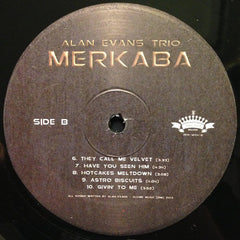 ALAN EVANS TRIO
MERKABA
SIDE B
6. THEY CALL ME VELVET
7. HAVE YOU SEEN HIM
8. HOTCAKES MELTDOWN
9. ASTRO BISCUITS
10. GIVIN' TO ME